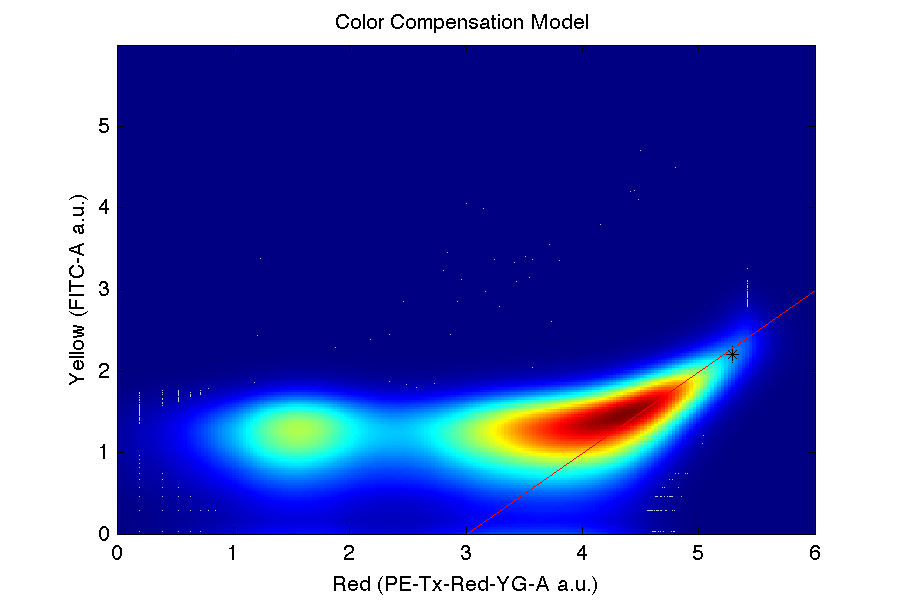 Color Compensation Model
5
4
3
2
1
0
Yellow (FITC-A a.u.)
0 1 2 3 4 5 6
Red (PE-Tx-Red-YG-A a.u.)